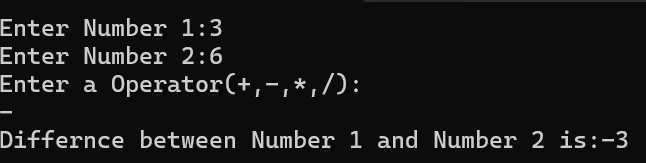 Enter Number 1:3
Enter Number 2:6
Enter a Operator(+,-,*,/):
-
Differnce between Number 1 and Number 2 is:-3